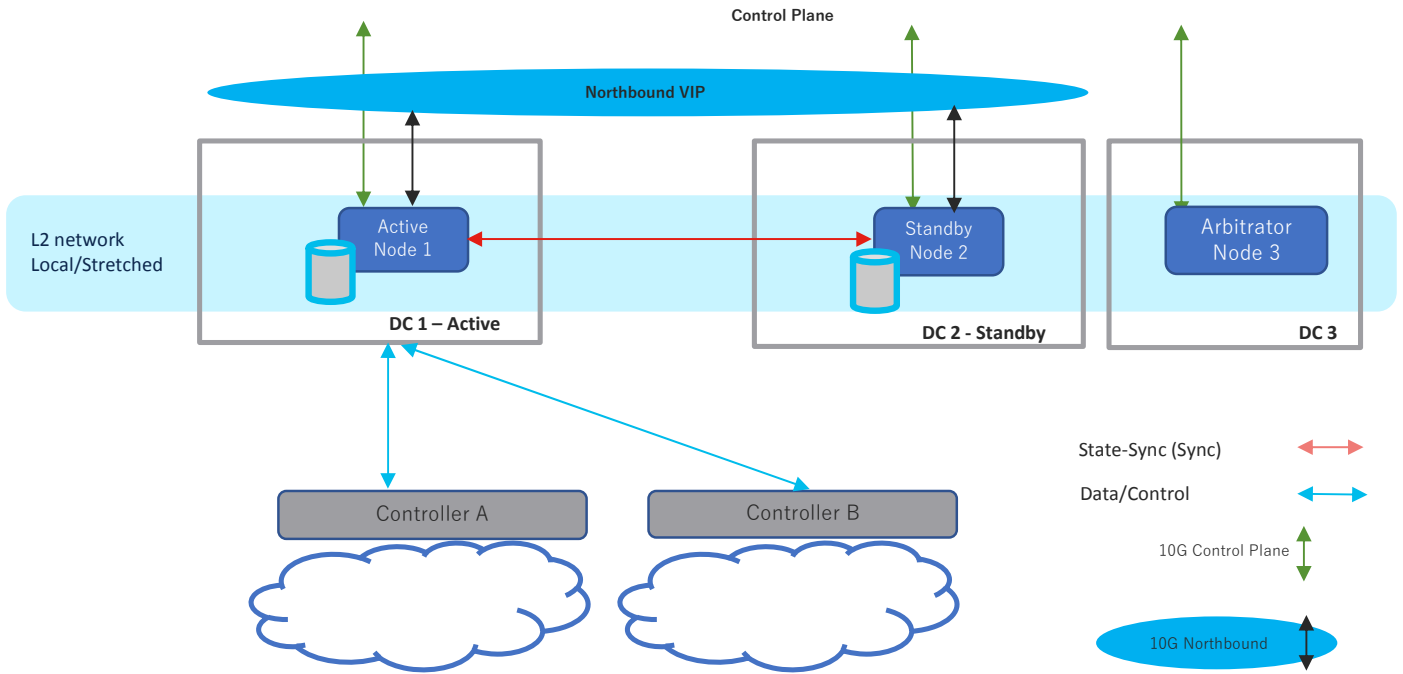 Control Plane
Northbound VIP
L2 network
Local/Stretched
Active
Node 1
Standby
Node 2
Arbitrator
Node 3
DC 1 – Active
DC 2 - Standby
DC 3
Controller A
Controller B
State-Sync (Sync)
Data/Control
10G Control Plane
10G Northbound